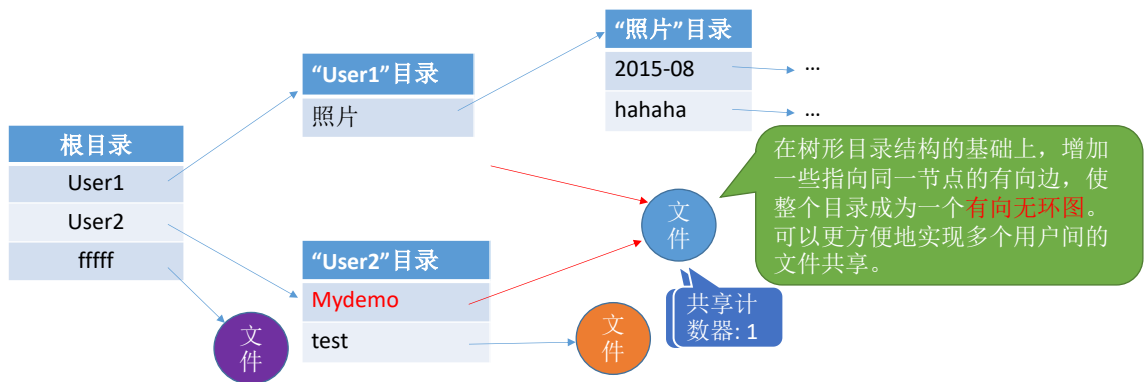 “照片”目录
2015-08
...
hahaha
...
“User1”目录
照片
根目录
User1
User2
fffff
文
件
“User2”目录
Mydemo
test
文
件
文
件
共享计
数器: 1
在树形目录结构的基础上，增加
一些指向同一节点的有向边，使
整个目录成为一个有向无环图。
可以更方便地实现多个用户间的
文件共享。